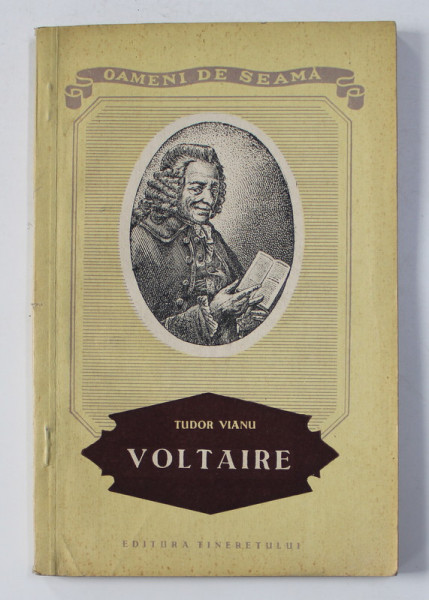 OAMENI DE SEAMĂ
TUDOR VIANU
VOLTAIRE
EDITURA TINERETULUI